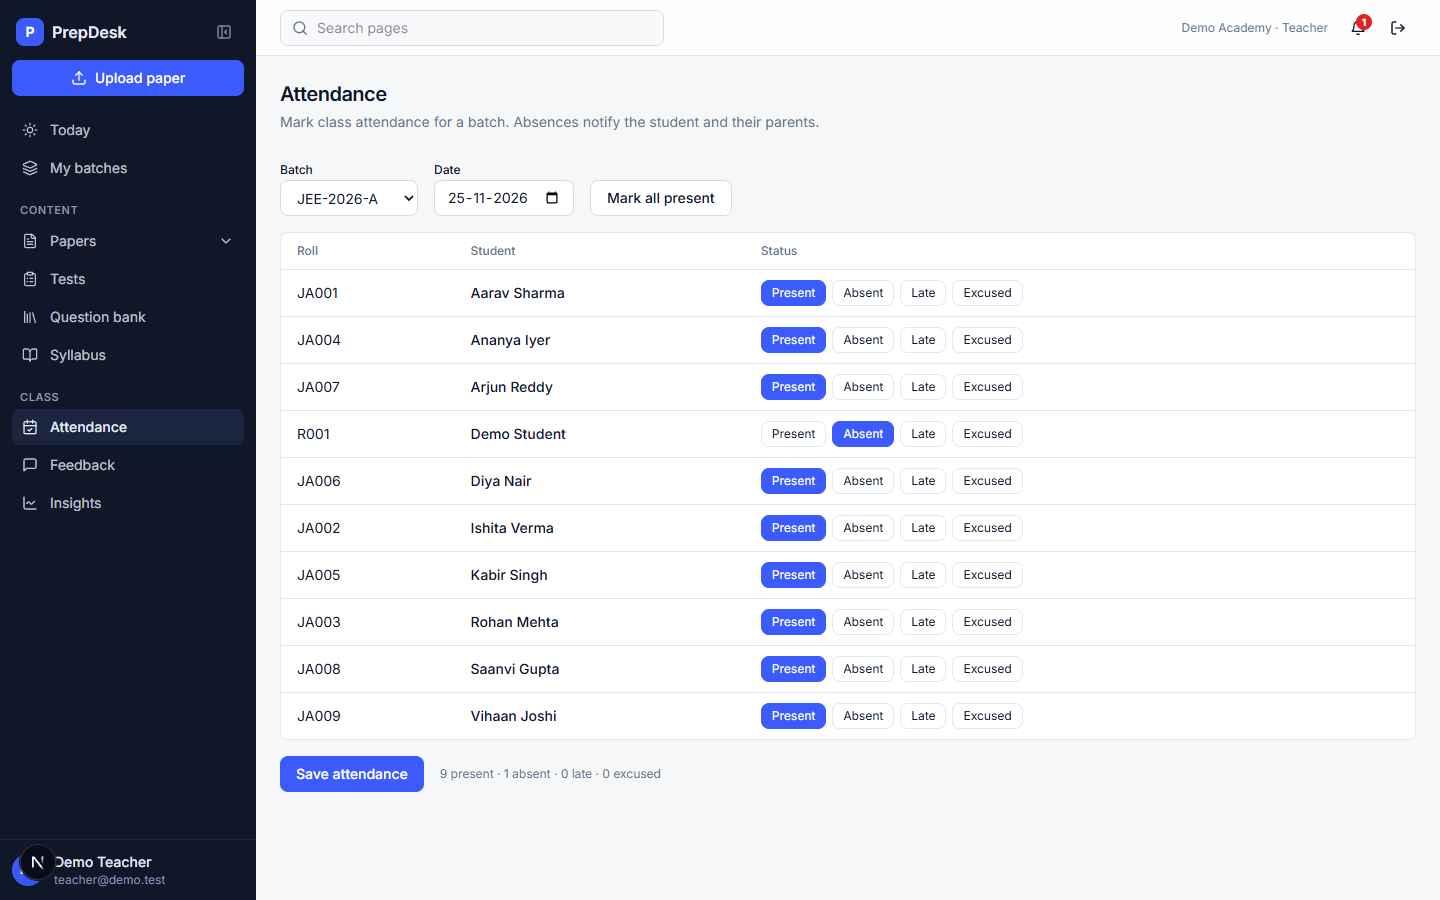 P PrepDesk
Upload paper
Today
My batches
CONTENT
Papers
Tests
Question bank
Syllabus
CLASS
Attendance
Feedback
Insights
N
Demo Teacher
teacher@demo.test
Search pages
Demo Academy · Teacher
1
Attendance
Mark class attendance for a batch. Absences notify the student and their parents.
Batch Date
JEE-2026-A 25-11-2026 Mark all present
Roll Student Status
JA001 Aarav Sharma Present Absent Late Excused
JA004 Ananya Iyer Present Absent Late Excused
JA007 Arjun Reddy Present Absent Late Excused
R001 Demo Student Present Absent Late Excused
JA006 Diya Nair Present Absent Late Excused
JA002 Ishita Verma Present Absent Late Excused
JA005 Kabir Singh Present Absent Late Excused
JA003 Rohan Mehta Present Absent Late Excused
JA008 Saanvi Gupta Present Absent Late Excused
JA009 Vihaan Joshi Present Absent Late Excused
Save attendance 9 present · 1 absent · 0 late · 0 excused